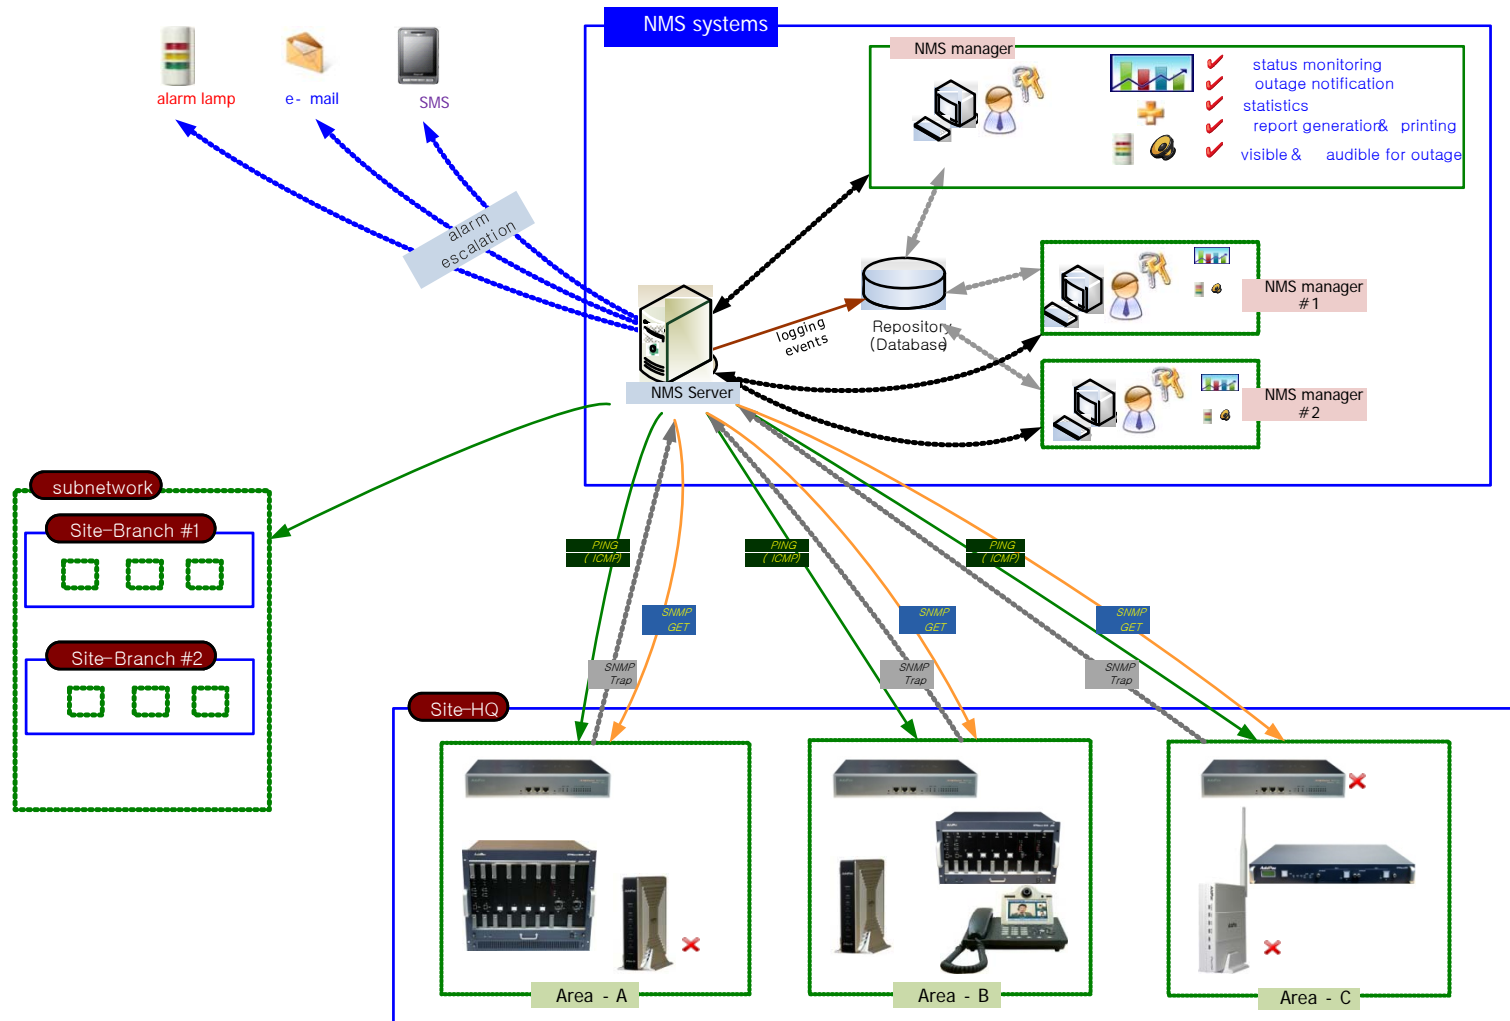 NMS systems
alarm lamp
e- mail
SMS
NMS manager
status monitoring
outage notification
statistics
report generation& printing
visible & audible for outage
alarm
escalation
NMS manager
#1
logging
events
Repositor
(Database)
NMS manager
#2
NMS Server
subnetwork
Site-Branch #1
Site-Branch #2
PING
( ICMP)
PING
( ICMP)
PING
( ICMP)
SNMP
GET
SNMP
GET
SNMP
GET
SNMP
Trap
SNMP
Trap
SNMP
Trap
Site-HQ
Area - A
Area - B
Area - C